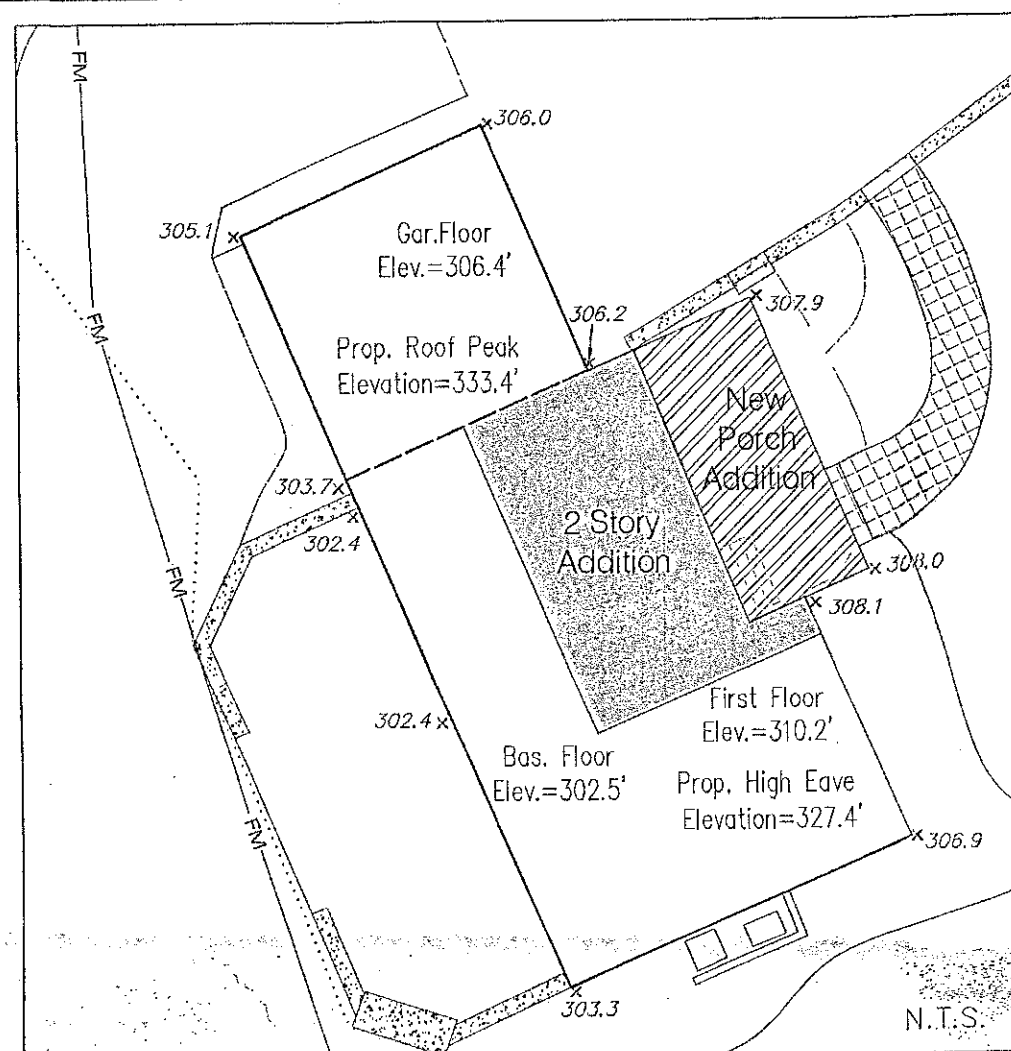 FM
306.0
305.1
Gar.Floor
Elev.=306.4'
307.9
306.2
FM
Prop. Roof Peak
Elevation=333.4'
New
Porch
Addition
303.7
302.4
2 Story
Addition
308.0
FM
308.1
First Floor
Elev.=310.2'
302.4
Bas. Floor
Elev.=302.5'
Prop. High Eave
Elevation=327.4'
FM
306.9
303.3
N.T.S.